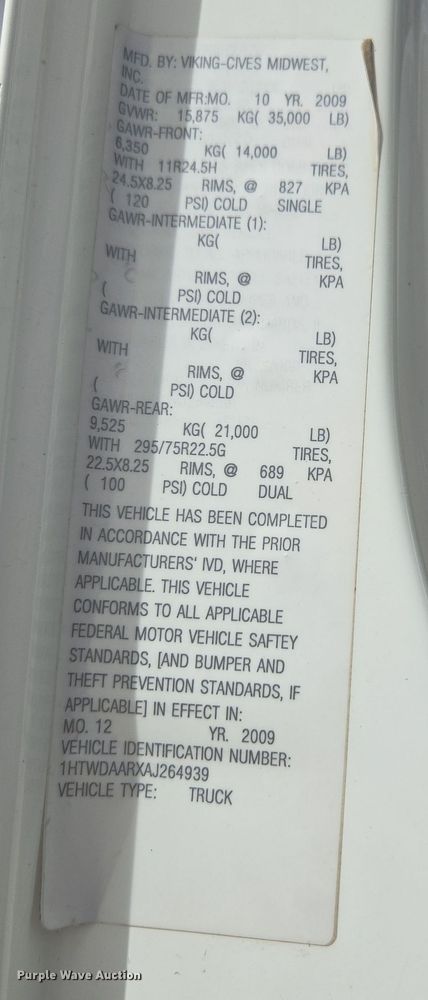 MFD. BY: VIKING-CIVES MIDWEST,
INC.
DATE OF MFR:MO. 10 YR. 2009
GVWR: 15,875 KG( 35,000 LB)
GAWR-FRONT:
6,350 KG( 14,000 LB)
WITH 11R24.5H TIRES,
24.5X8.25 RIMS, @ 827 KPA
( 120 PSI) COLD SINGLE
GAWR-INTERMEDIATE (1):
KG( LB)
WITH TIRES,
RIMS, @ KPA
( PSI) COLD
GAWR-INTERMEDIATE (2):
KG( LB)
WITH TIRES,
RIMS, @ KPA
( PSI) COLD
GAWR-REAR:
9,525 KG( 21,000 LB)
WITH 295/75R22.5G TIRES,
22.5X8.25 RIMS, @ 689 KPA
( 100 PSI) COLD DUAL
THIS VEHICLE HAS BEEN COMPLETED
IN ACCORDANCE WITH THE PRIOR
MANUFACTURERS' IVD, WHERE
APPLICABLE. THIS VEHICLE
CONFORMS TO ALL APPLICABLE
FEDERAL MOTOR VEHICLE SAFTEY
STANDARDS, [AND BUMPER AND
THEFT PREVENTION STANDARDS, IF
APPLICABLE] IN EFFECT IN:
MO. 12 YR. 2009
VEHICLE IDENTIFICATION NUMBER:
1HTWDAARXAJ264939
VEHICLE TYPE: TRUCK
Purple Wave Auction